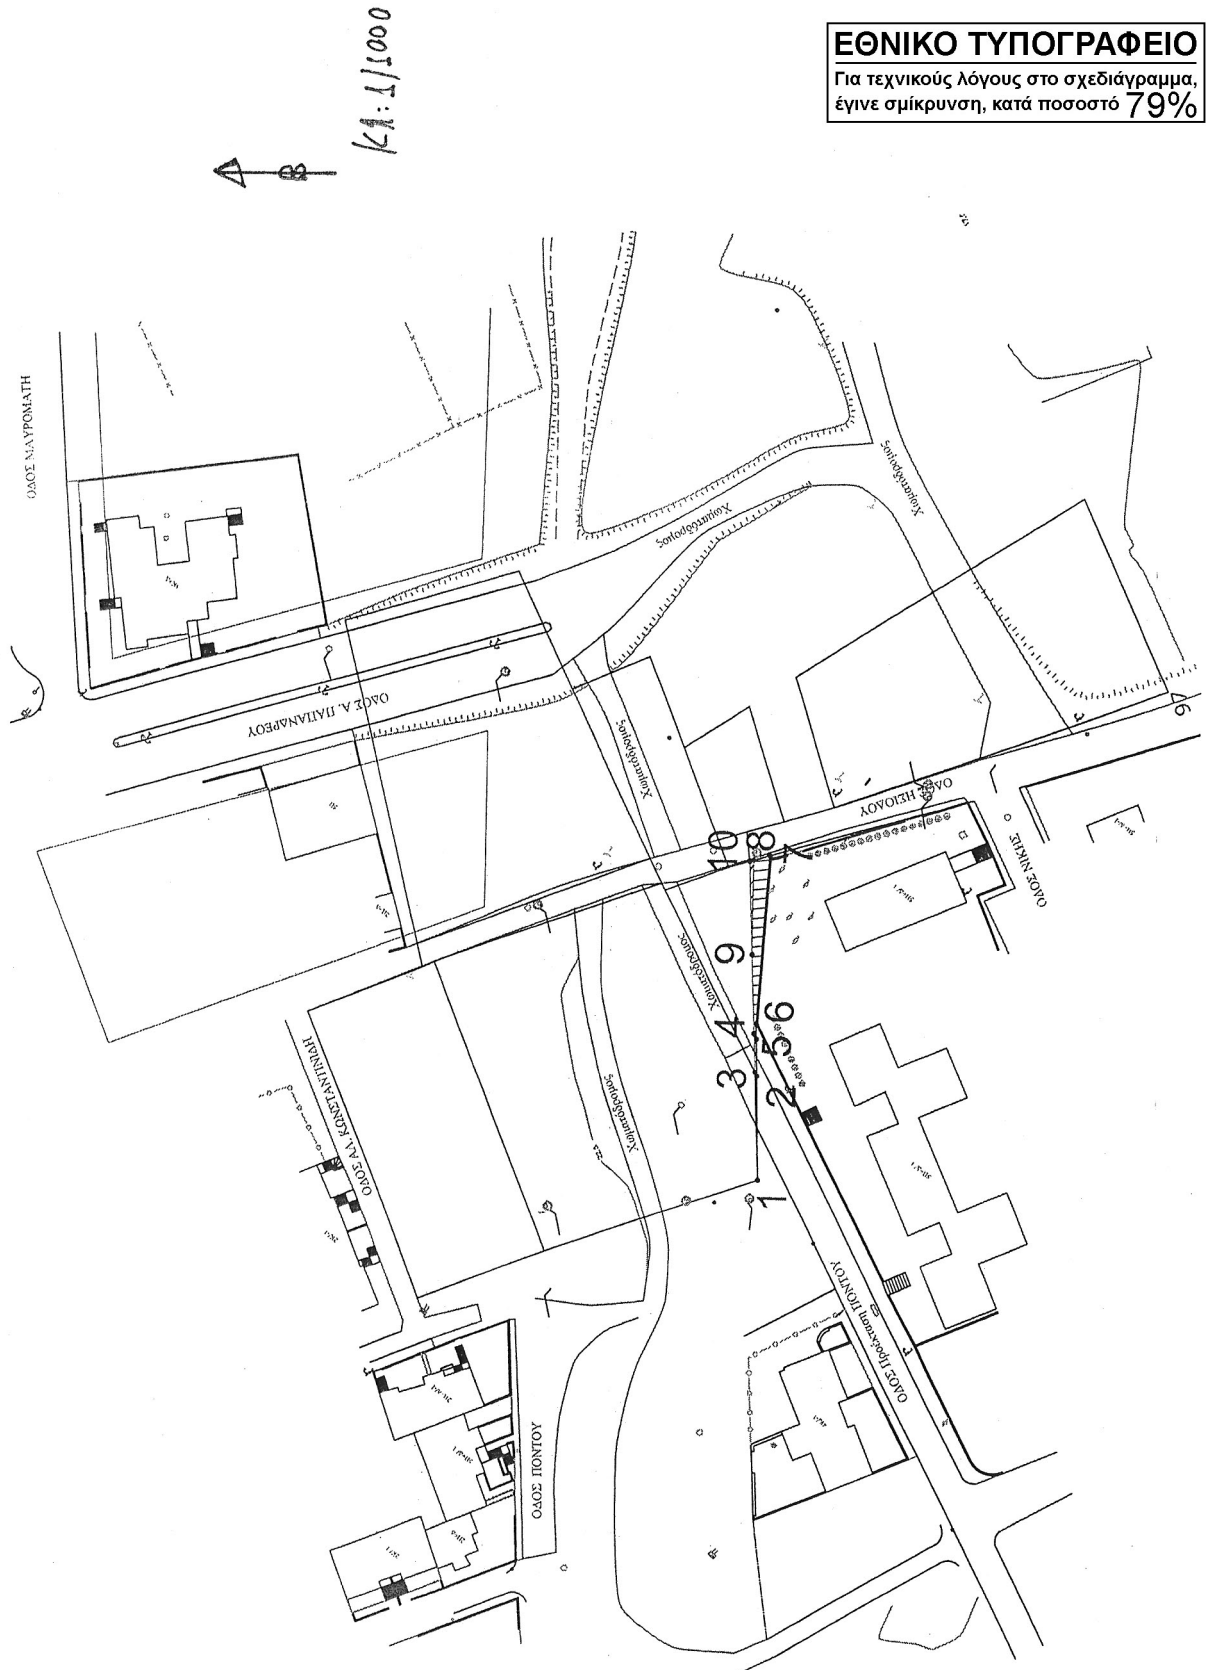 ΕΘΝΙΚΟ ΤΥΠΟΓΡΑΦΕΙΟ
Για τεχνικούς λόγους στο σχεδιάγραμμα,
έγινε σμίκρυνση, κατά ποσοστό 79%
ΚΛ: 1/1000
Β
ΟΔΟΣ ΜΑΥΡΟΜΑΤΗ
Χωματόδρομος
Χωματόδρομος
ΟΔΟΣ Α. ΠΑΠΑΝΔΡΕΟΥ
Χωματόδρομος
ΟΔΟΣ ΗΣΙΟΔΟΥ
ΟΔΟΣ ΝΙΚΗΣ
10
8
7
9
Χωματόδρομος
4
6
5
3
2
1
ΟΔΟΣ ΑΛ. ΚΩΝΣΤΑΝΤΙΝΙΔΗ
Χωματόδρομος
ΟΔΟΣ Προέκταση ΠΟΝΤΟΥ
ΟΔΟΣ ΠΟΝΤΟΥ